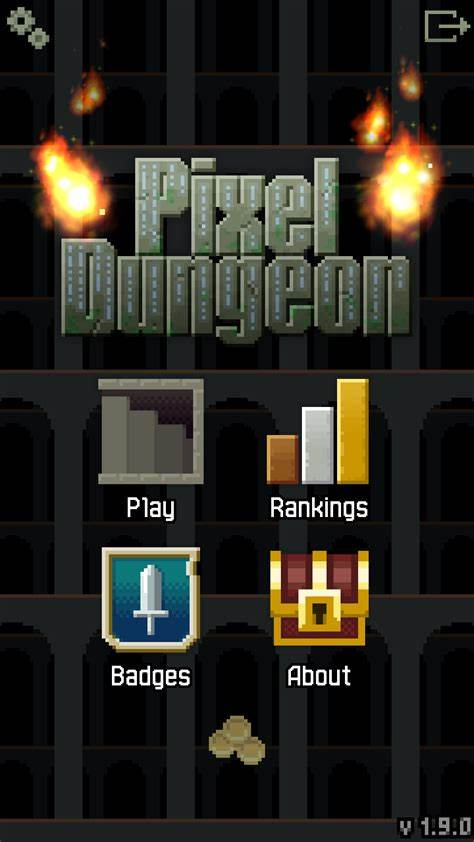 Pixel
Dungeon
Play
Rankings
Badges
About
v 1.9.0